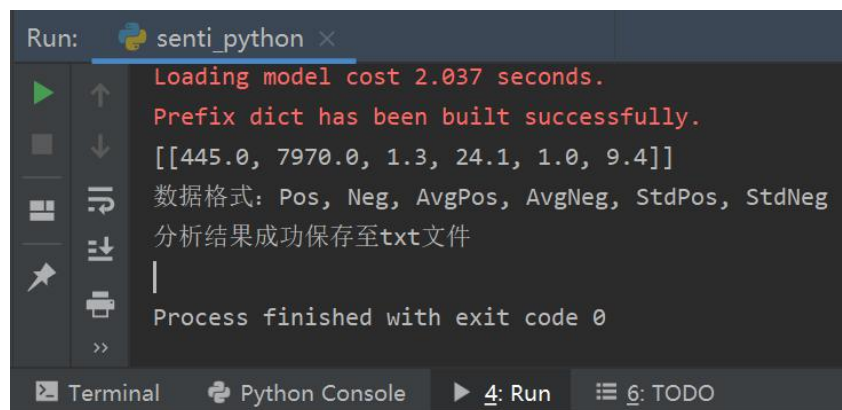 Run: senti_python
Loading model cost 2.037 seconds.
Prefix dict has been built successfully.
[[445.0, 7970.0, 1.3, 24.1, 1.0, 9.4]]
数据格式：Pos, Neg, AvgPos, AvgNeg, StdPos, StdNeg
分析结果成功保存至txt文件
Process finished with exit code 0
Terminal Python Console 4: Run 6: TODO